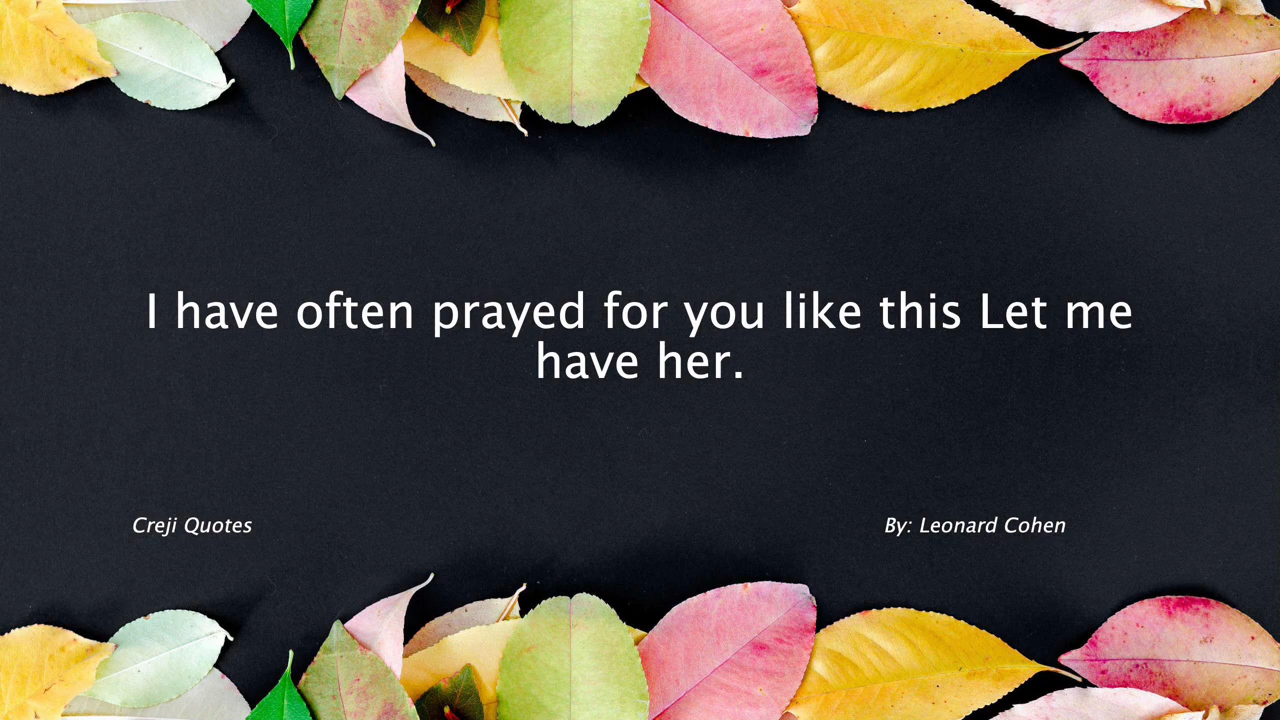 I have often prayed for you like this Let me
have her.
Creji Quotes
By: Leonard Cohen